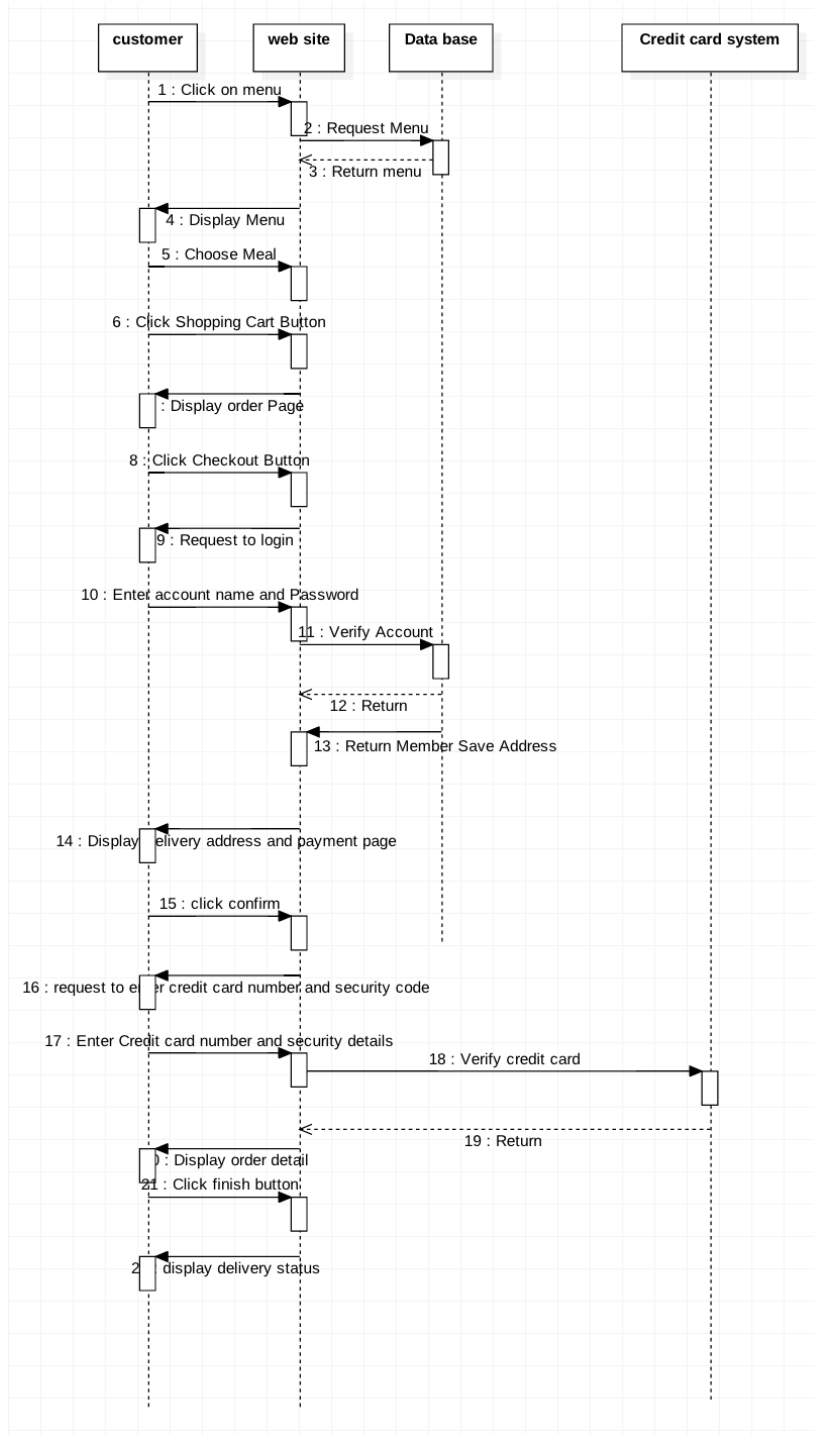 customer
web site
Data base
Credit card system
1 : Click on menu
2 : Request Menu
3 : Return menu
4 : Display Menu
5 : Choose Meal
6 : Click Shopping Cart Button
: Display order Page
8 : Click Checkout Button
9 : Request to login
10 : Enter account name and Password
11 : Verify Account
12 : Return
13 : Return Member Save Address
14 : Display delivery address and payment page
15 : click confirm
16 : request to enter credit card number and security code
17 : Enter Credit card number and security details
18 : Verify credit card
19 : Return
0 : Display order detail
21 : Click finish button
2 display delivery status